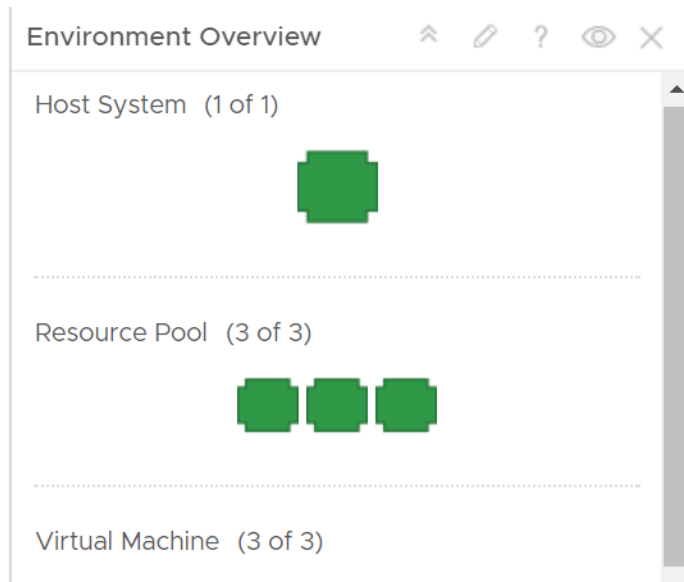 Environment Overview ?
Host System (1 of 1)
Resource Pool (3 of 3)
Virtual Machine (3 of 3)